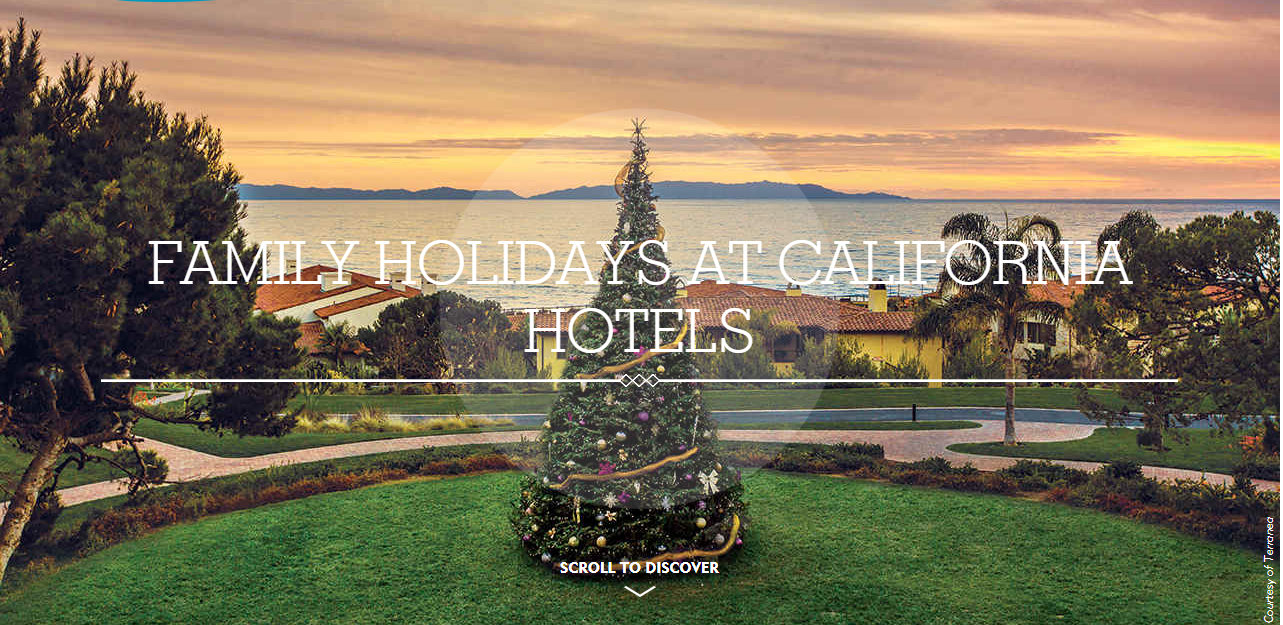 FAMILY HOLIDAYS AT CALIFORNIA
HOTELS
SCROLL TO DISCOVER
Courtesy of Terranea